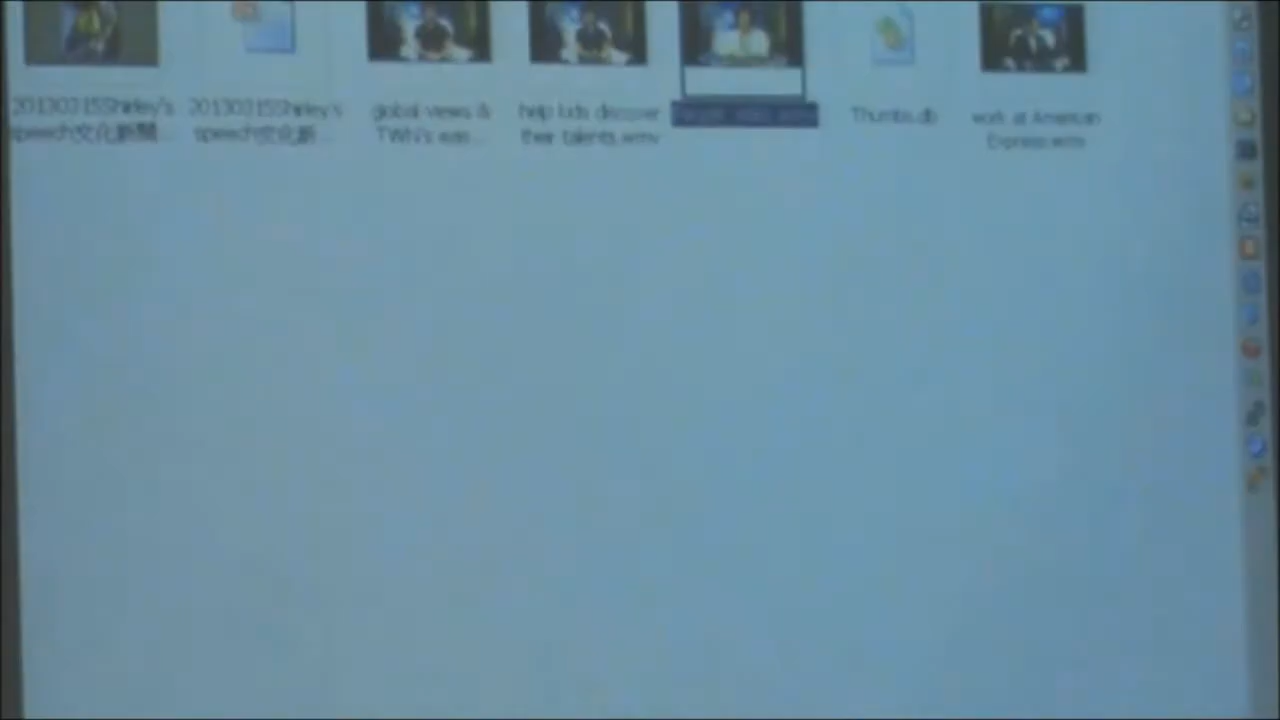 20130315Shirley's
speech文化新聞...
20130315Shirley's
speech文化新...
global views &
TWN's eas...
help kids discover
their talents.wmv
Thumbs.db
work at American
Express.wmv